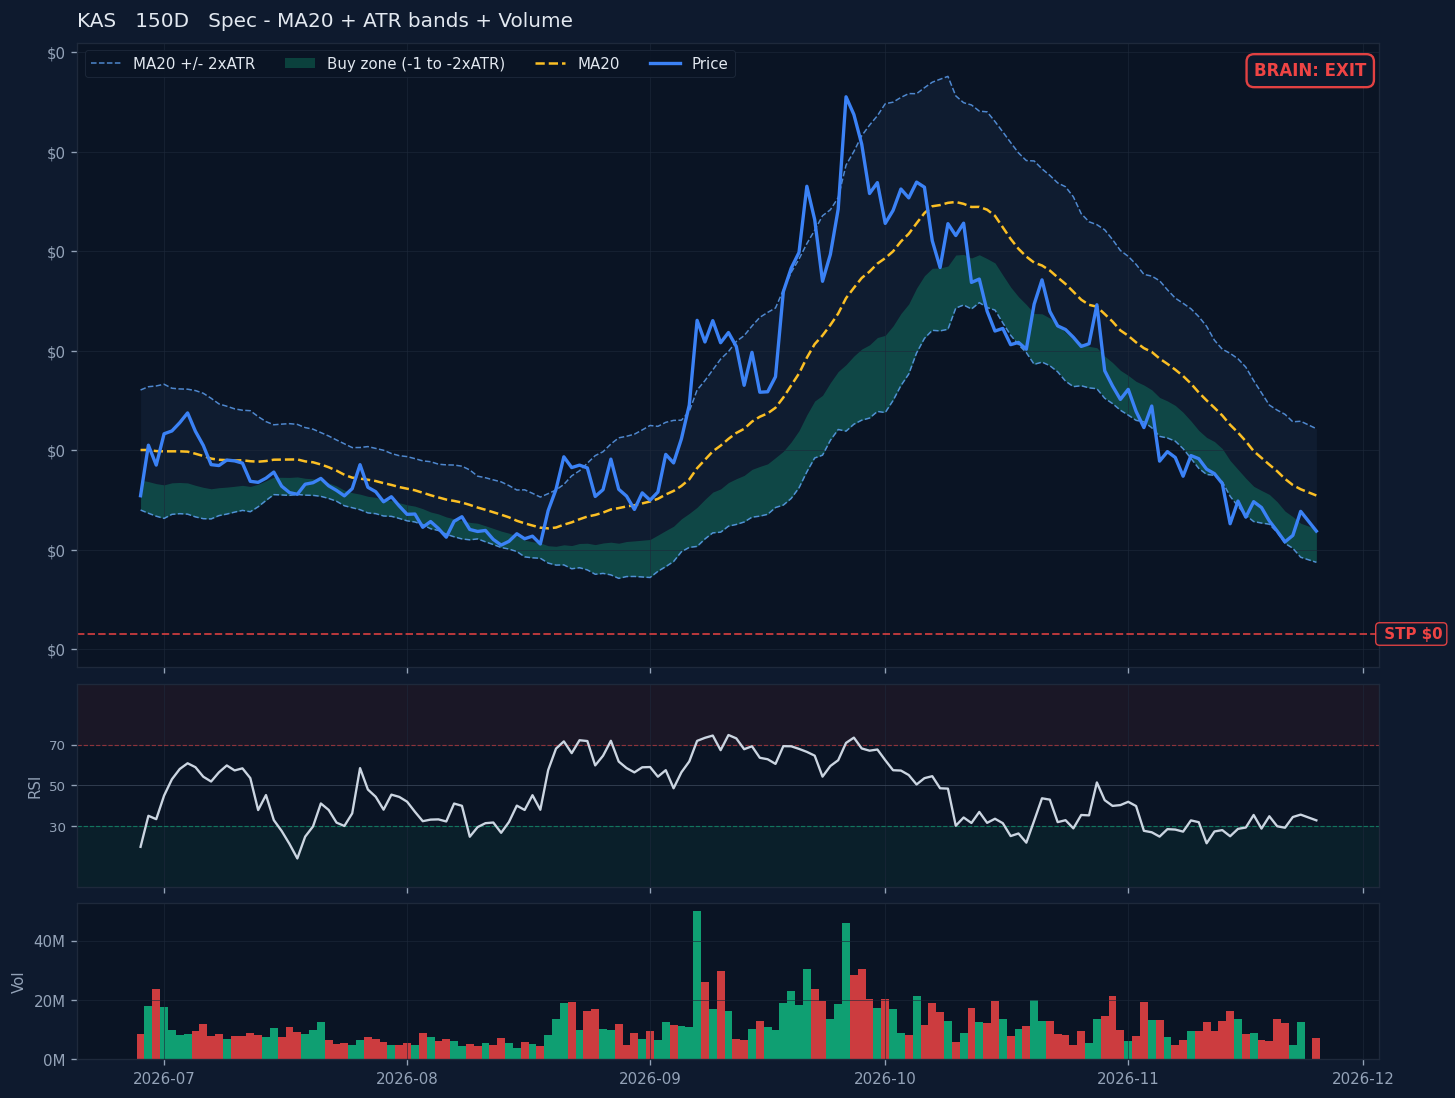 KAS   150D   Spec - MA20 + ATR bands + Volume
MA20 +/- 2xATR   Buy zone (-1 to -2xATR)   MA20   Price
BRAIN: EXIT
$0
$0
$0
$0
$0
$0
$0
STP $0
RSI
70
50
30
Vol
40M
20M
0M
2026-07   2026-08   2026-09   2026-10   2026-11   2026-12